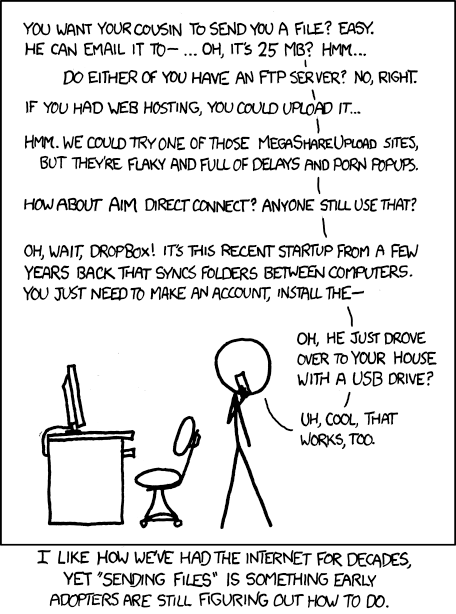 YOU WANT YOUR COUSIN TO SEND YOU A FILE? EASY.
HE CAN EMAIL IT TO— ... OH, IT'S 25 MB? HMM...
DO EITHER OF YOU HAVE AN FTP SERVER? NO, RIGHT.
IF YOU HAD WEB HOSTING, YOU COULD UPLOAD IT...
HMM. WE COULD TRY ONE OF THOSE MEGASHAREUPLOAD SITES,
BUT THEY'RE FLAKY AND FULL OF DELAYS AND PORN POPUPS.
HOW ABOUT AIM DIRECT CONNECT? ANYONE STILL USE THAT?
OH, WAIT, DROPBOX! IT'S THIS RECENT STARTUP FROM A FEW
YEARS BACK THAT SYNCS FOLDERS BETWEEN COMPUTERS.
YOU JUST NEED TO MAKE AN ACCOUNT, INSTALL THE—
OH, HE JUST DROVE
OVER TO YOUR HOUSE
WITH A USB DRIVE?
UH, COOL, THAT
WORKS, TOO.
I LIKE HOW WE'VE HAD THE INTERNET FOR DECADES,
YET "SENDING FILES" IS SOMETHING EARLY
ADOPTERS ARE STILL FIGURING OUT HOW TO DO.